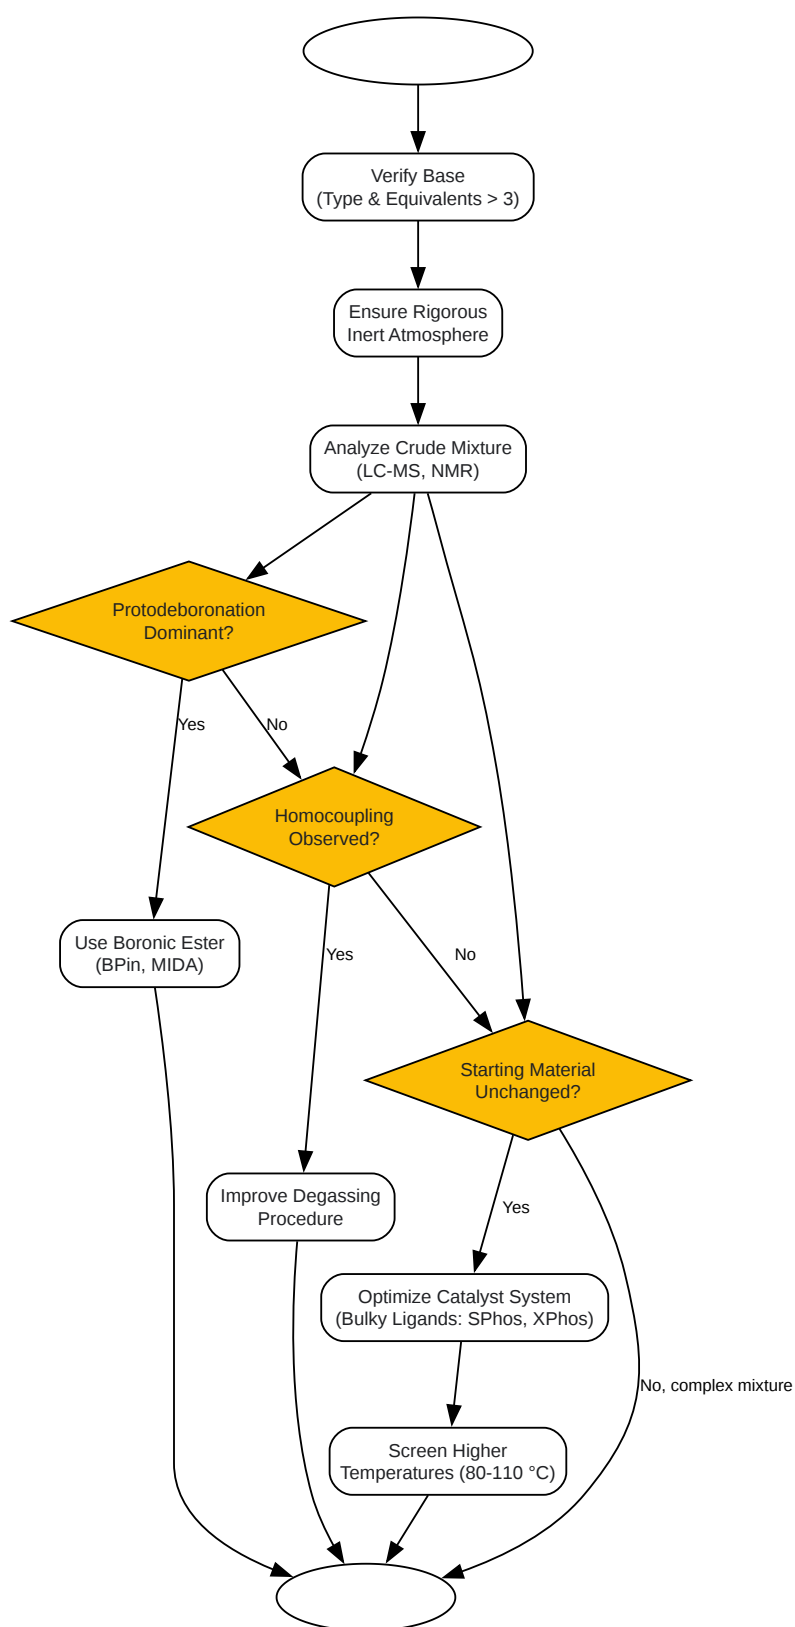 Verify Base
(Type & Equivalents > 3)
Ensure Rigorous
Inert Atmosphere
Analyze Crude Mixture
(LC-MS, NMR)
Protodeboronation
Dominant?
Yes
No
Homocoupling
Observed?
Use Boronic Ester
(BPin, MIDA)
Yes
No
Starting Material
Unchanged?
Improve Degassing
Procedure
Yes
Optimize Catalyst System
(Bulky Ligands: SPhos, XPhos)
No, complex mixture
Screen Higher
Temperatures (80-110 °C)